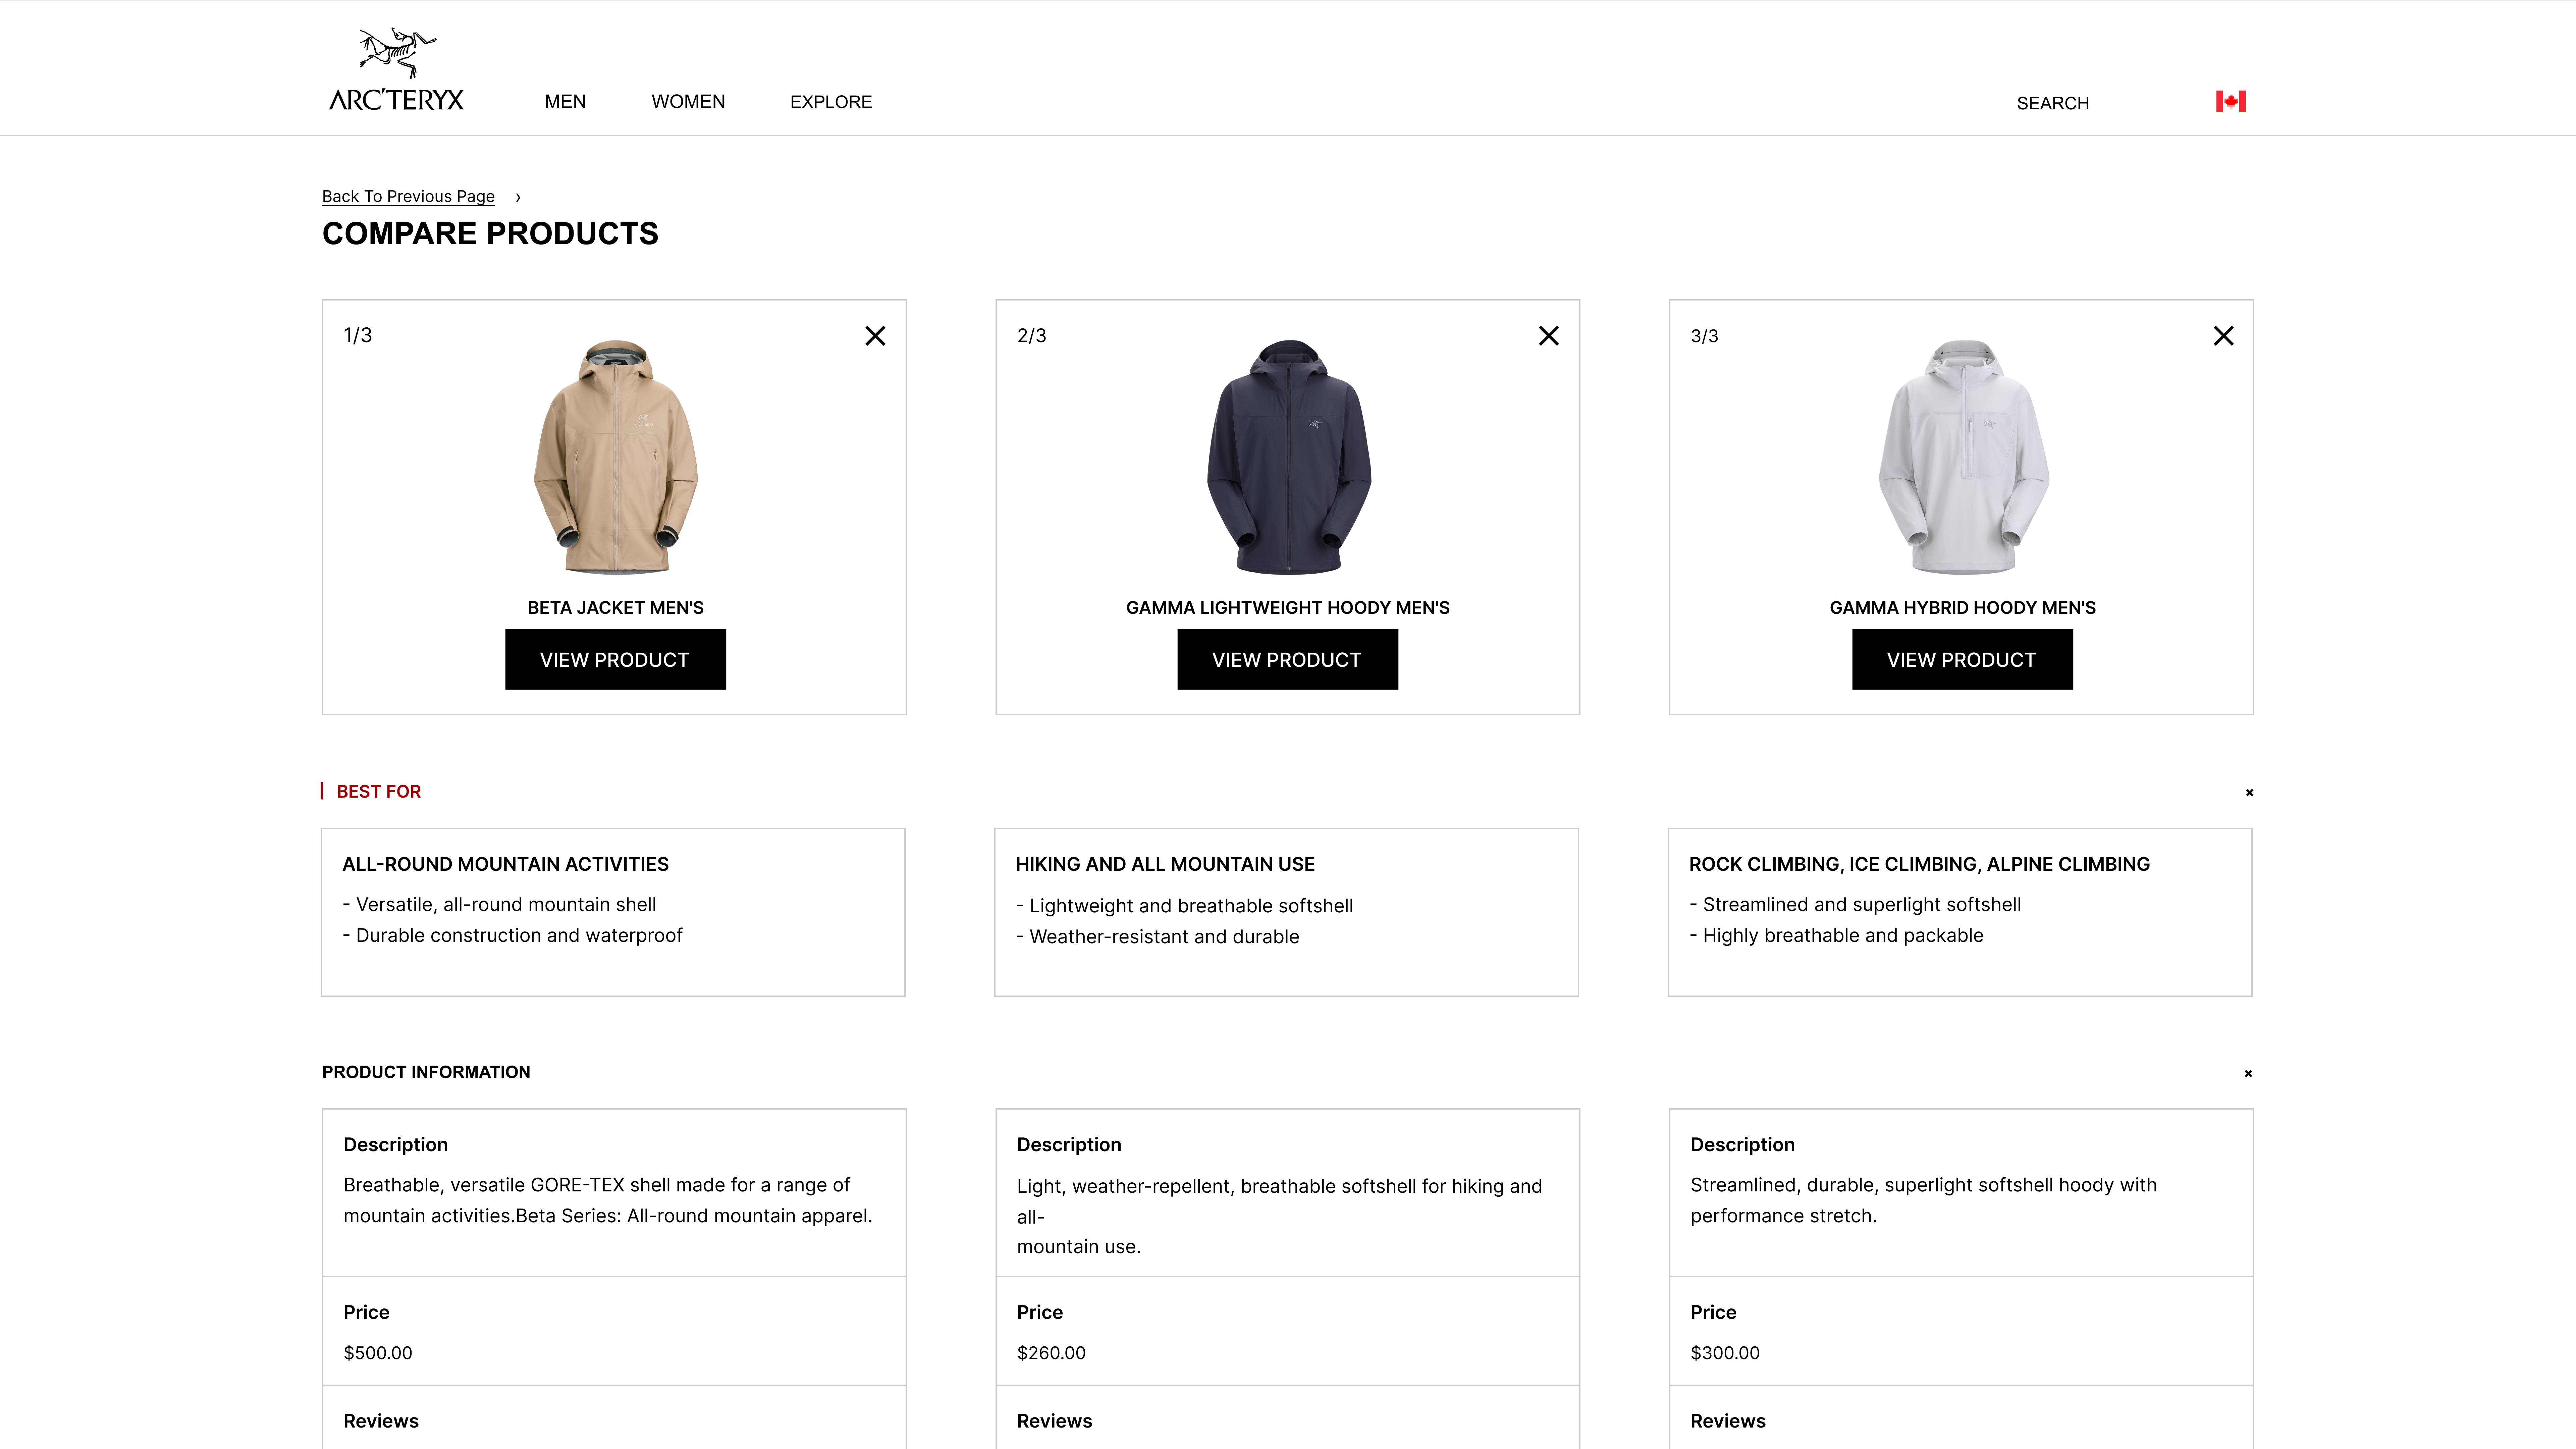 ARC'TERYX
MEN
WOMEN
EXPLORE
SEARCH
Back To Previous Page ›
COMPARE PRODUCTS
1/3
BETA JACKET MEN'S
VIEW PRODUCT
2/3
GAMMA LIGHTWEIGHT HOODY MEN'S
VIEW PRODUCT
3/3
GAMMA HYBRID HOODY MEN'S
VIEW PRODUCT
BEST FOR
ALL-ROUND MOUNTAIN ACTIVITIES
- Versatile, all-round mountain shell
- Durable construction and waterproof
HIKING AND ALL MOUNTAIN USE
- Lightweight and breathable softshell
- Weather-resistant and durable
ROCK CLIMBING, ICE CLIMBING, ALPINE CLIMBING
- Streamlined and superlight softshell
- Highly breathable and packable
PRODUCT INFORMATION
Description
Breathable, versatile GORE-TEX shell made for a range of
mountain activities.Beta Series: All-round mountain apparel.
Price
$500.00
Reviews
Description
Light, weather-repellent, breathable softshell for hiking and
all-
mountain use.
Price
$260.00
Reviews
Description
Streamlined, durable, superlight softshell hoody with
performance stretch.
Price
$300.00
Reviews